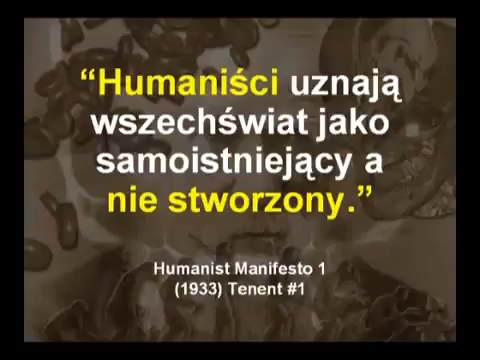 “Humaniści uznają
wszechświat jako
samoistniejący a
nie stworzony.”
Humanist Manifesto 1
(1933) Tenent #1